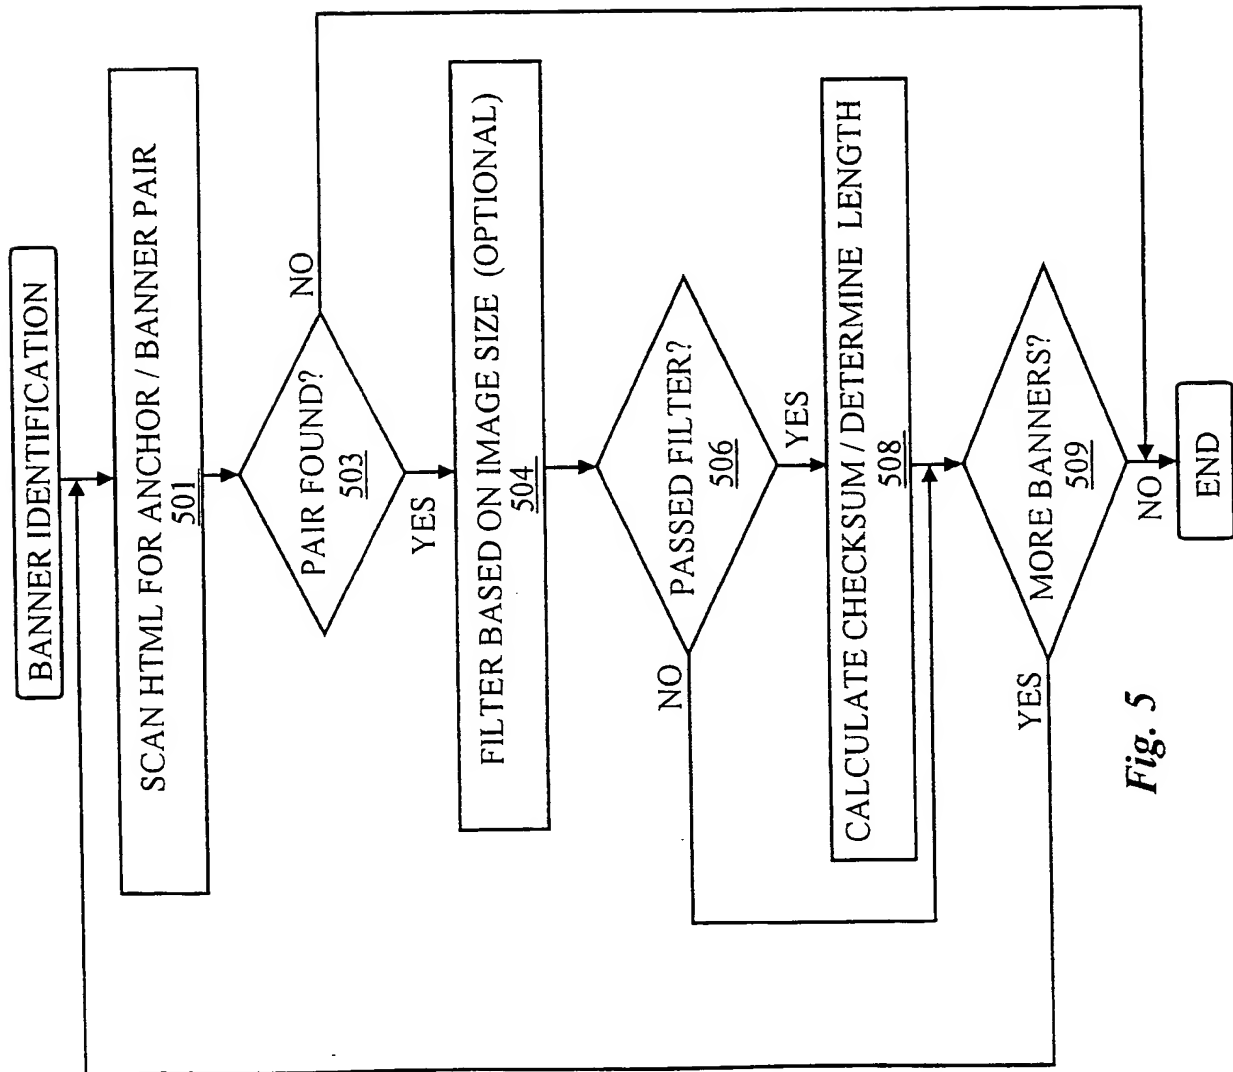 BANNER IDENTIFICATION
SCAN HTML FOR ANCHOR / BANNER PAIR
501
PAIR FOUND?
503
NO
YES
FILTER BASED ON IMAGE SIZE (OPTIONAL)
504
PASSED FILTER?
506
NO
YES
CALCULATE CHECKSUM / DETERMINE LENGTH
508
MORE BANNERS?
509
YES
NO
END
Fig. 5